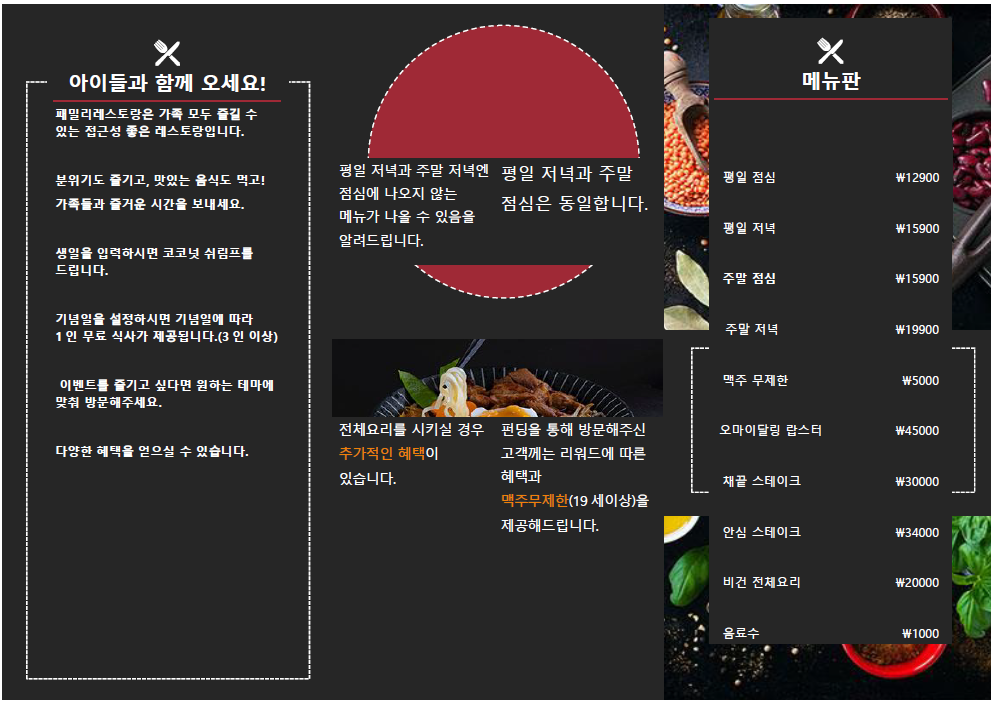 아이들과 함께 오세요!
패밀리레스토랑은 가족 모두 즐길 수
있는 접근성 좋은 레스토랑입니다.
분위기도 즐기고, 맛있는 음식도 먹고!
가족들과 즐거운 시간을 보내세요.
생일을 입력하시면 코코넛 쉬림프를
드립니다.
기념일을 설정하시면 기념일에 따라
1인 무료 식사가 제공됩니다.(3인 이상)
이벤트를 즐기고 싶다면 원하는 테마에
맞춰 방문해주세요.
다양한 혜택을 얻으실 수 있습니다.
평일 저녁과 주말 저녁엔
점심에 나오지 않는
메뉴가 나올 수 있음을
알려드립니다.
평일 저녁과 주말
점심은 동일합니다.
전체요리를 시키실 경우
추가적인 혜택이
있습니다.
펀딩을 통해 방문해주신
고객께는 리워드에 따른
혜택과
맥주무제한(19세이상)을
제공해드립니다.
메뉴판
평일 점심 ₩12900
평일 저녁 ₩15900
주말 점심 ₩15900
주말 저녁 ₩19900
맥주 무제한 ₩5000
오마이달링 랍스터 ₩45000
채끝 스테이크 ₩30000
안심 스테이크 ₩34000
비건 전체요리 ₩20000
음료수 ₩1000